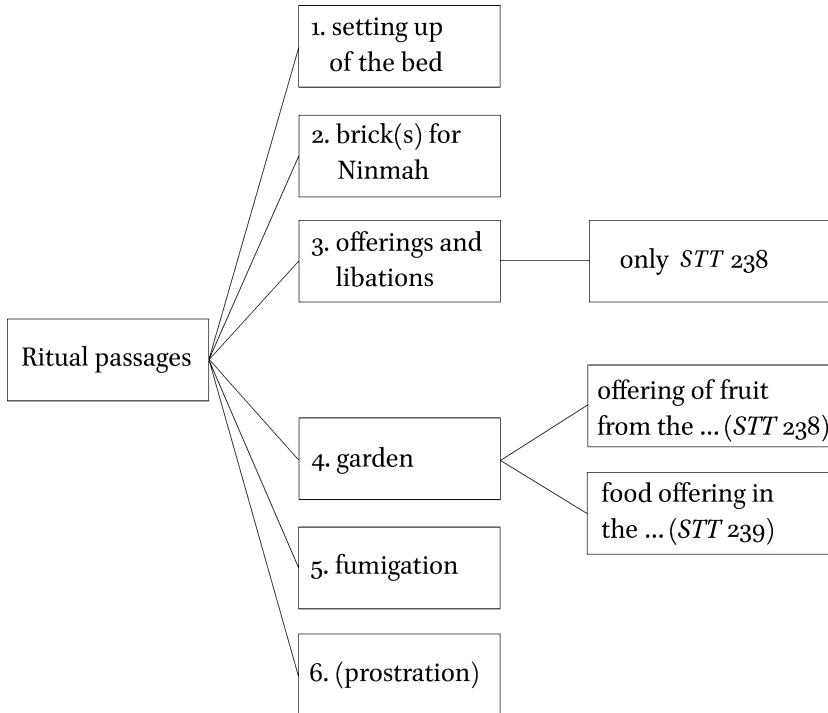 Ritual passages
1. setting up
of the bed
2. brick(s) for
Ninmah
3. offerings and
libations
only STT 238
4. garden
offering of fruit
from the ... (STT 238)
food offering in
the ... (STT 239)
5. fumigation
6. (prostration)